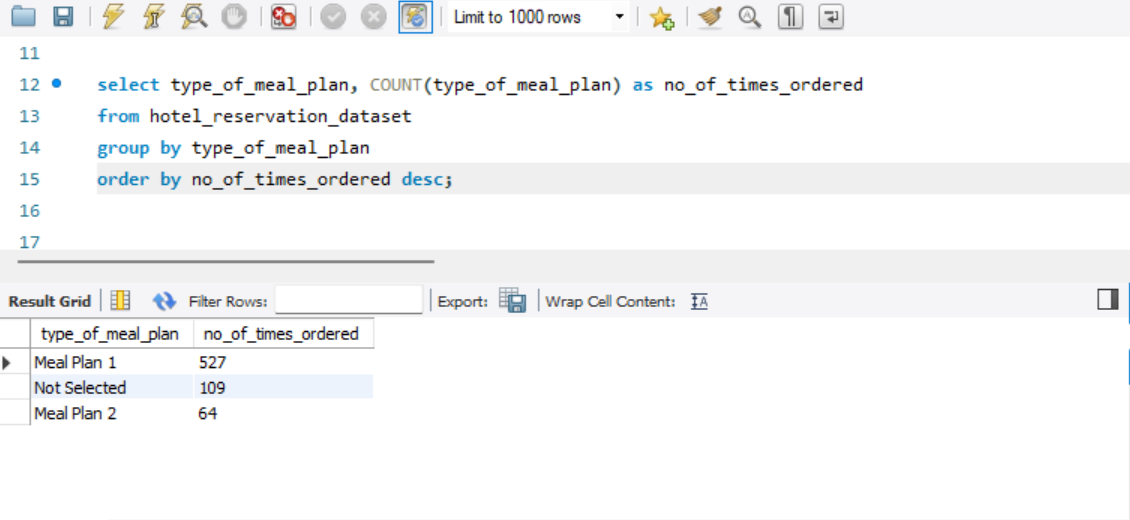 Limit to 1000 rows
11
12 select type_of_meal_plan, COUNT(type_of_meal_plan) as no_of_times_ordered
13 from hotel_reservation_dataset
14 group by type_of_meal_plan
15 order by no_of_times_ordered desc;
16
17
Result Grid Filter Rows: Export: Wrap Cell Content: IA
type_of_meal_plan no_of_times_ordered
Meal Plan 1 527
Not Selected 109
Meal Plan 2 64